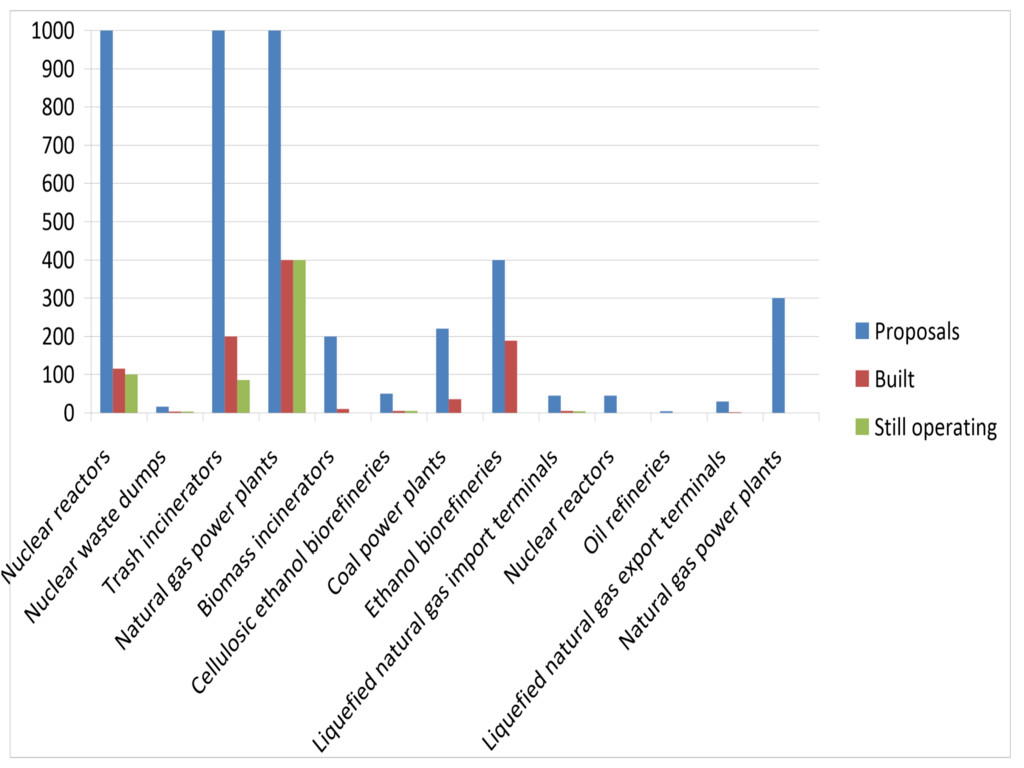 1000
900
800
700
600
500
400
300
200
100
0
Nuclear reactors
Nuclear waste dumps
Trash incinerators
Natural gas power plants
Biomass incinerators
Cellulosic ethanol biorefineries
Coal power plants
Ethanol biorefineries
Liquefied natural gas import terminals
Nuclear reactors
Oil refineries
Liquefied natural gas export terminals
Natural gas power plants
Proposals
Built
Still operating